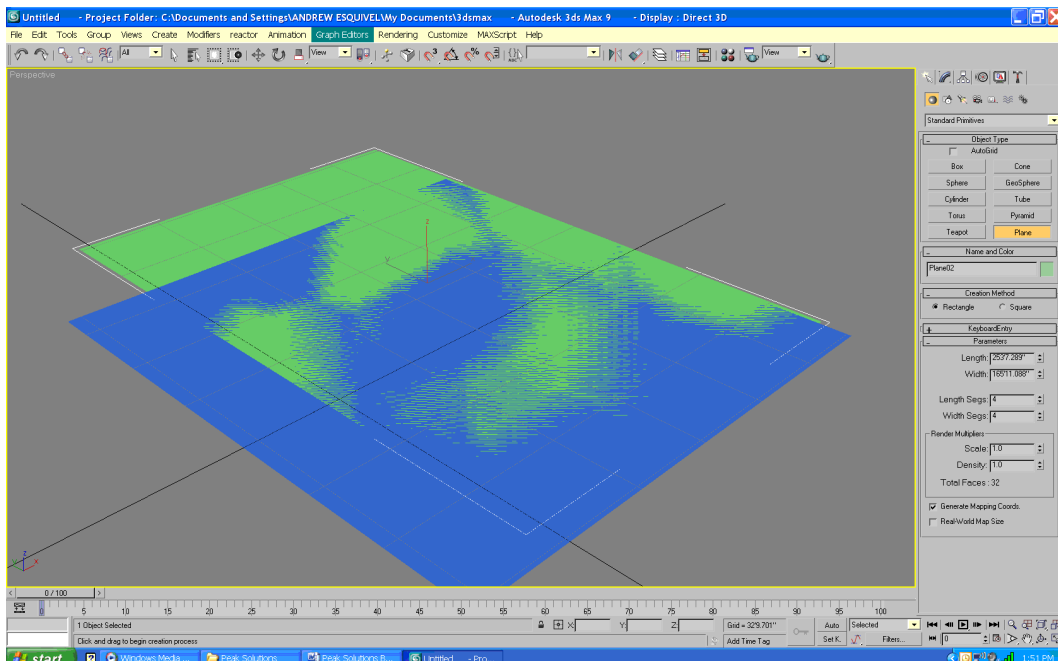 Untitled - Project Folder: C:\Documents and Settings\ANDREW ESQUIVEL\My Documents\3dsmax - Autodesk 3ds Max 9 - Display : Direct 3D
File Edit Tools Group Views Create Modifiers reactor Animation Graph Editors Rendering Customize MAXScript Help
All View View
Perspective
Standard Primitives
- Object Type
AutoGrid
Box Cone
Sphere GeoSphere
Cylinder Tube
Torus Pyramid
Teapot Plane
- Name and Color
Plane02
- Creation Method
Rectangle Square
+ KeyboardEntry
- Parameters
Length: 253'7.289"
Width: 165'11.088"
Length Segs: 4
Width Segs: 4
Render Multipliers
Scale: 1.0
Density: 1.0
Total Faces : 32
Generate Mapping Coords.
Real-World Map Size
z
y
z
x
< 0 / 100 >
0 5 10 15 20 25 30 35 40 45 50 55 60 65 70 75 80 85 90 95 100
1 Object Selected X: Y: Z: Grid = 329.701" Auto Selected
Click and drag to begin creation process Add Time Tag Set K. Filters... 0
start Windows Media ... Peak Solutions Peak Solutions B... Untitled - Pro... 1:51 PM